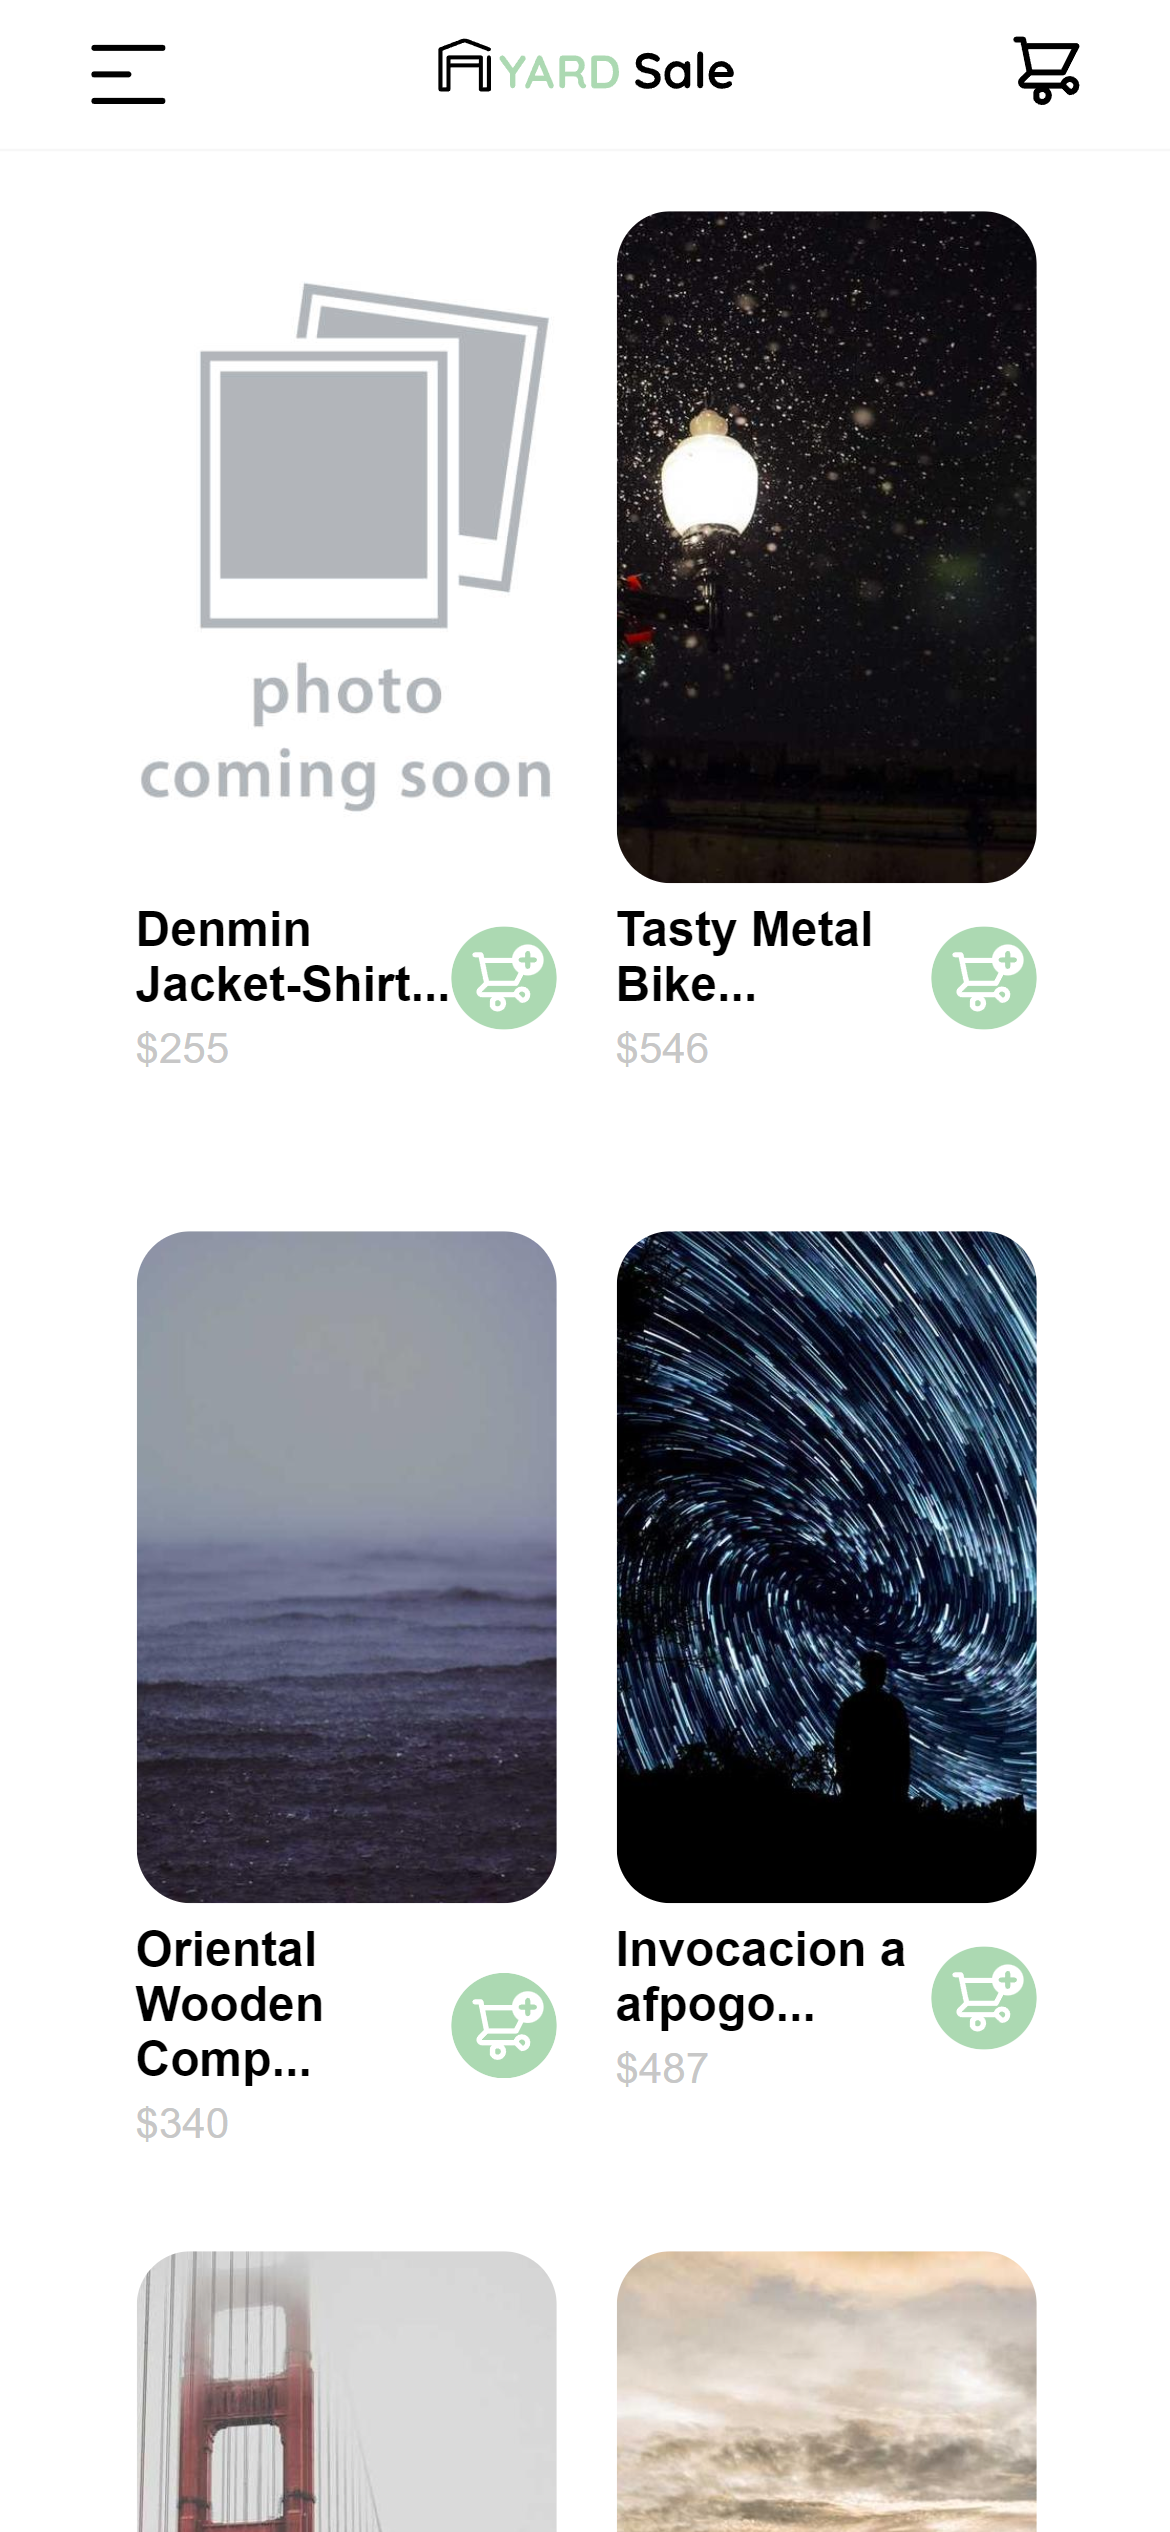 YARD Sale
photo
coming soon
Denmin
Jacket-Shirt...
$255
Tasty Metal
Bike...
$546
Oriental
Wooden
Comp...
$340
Invocacion a
afpogo...
$487